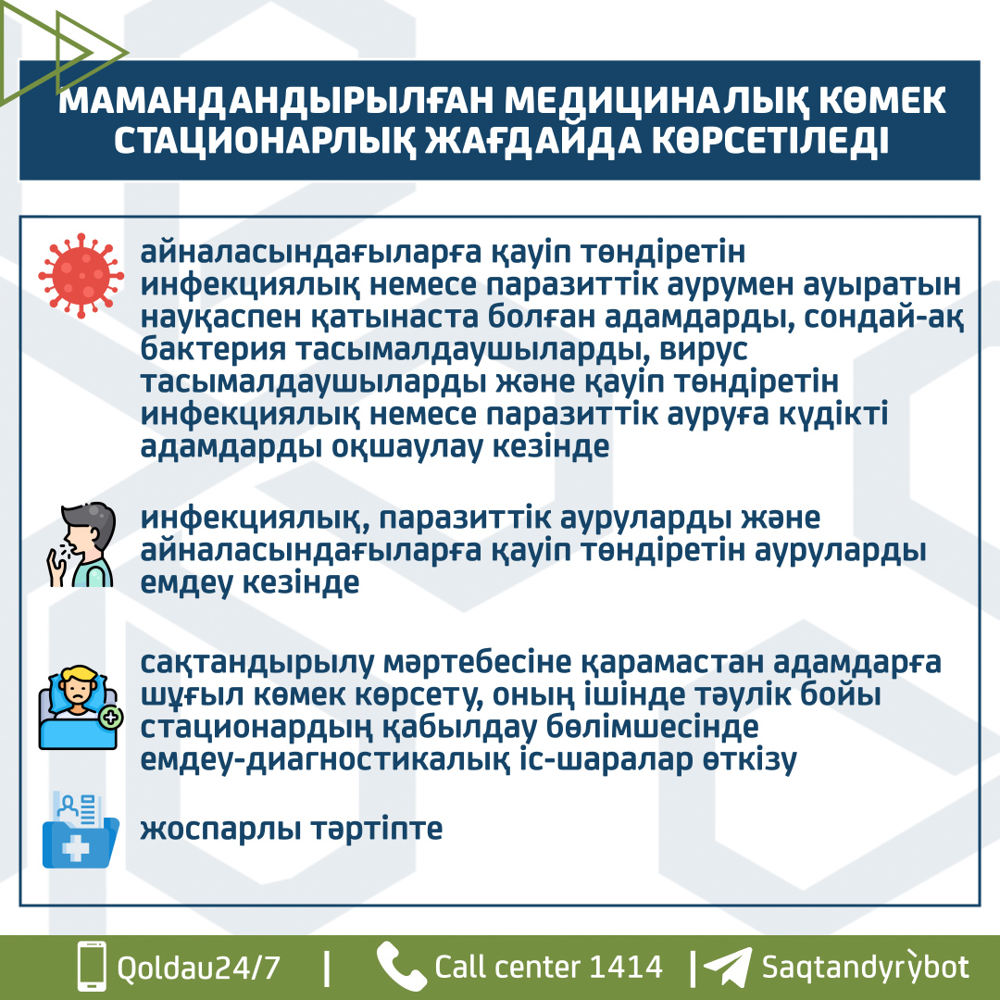 МАМАНДАНДЫРЫЛҒАН МЕДИЦИНАЛЫҚ КӨМЕК
СТАЦИОНАРЛЫҚ ЖАҒДАЙДА КӨРСЕТІЛЕДІ
айналасындағыларға қауіп төндіретін
инфекциялық немесе паразиттік аурумен ауыратын
науқаспен қатынаста болған адамдарды, сондай-ақ
бактерия тасымалдаушыларды, вирус
тасымалдаушыларды және қауіп төндіретін
инфекциялық немесе паразиттік ауруға күдікті
адамдарды оқшаулау кезінде
инфекциялық, паразиттік ауруларды және
айналасындағыларға қауіп төндіретін ауруларды
емдеу кезінде
сақтандырылу мәртебесіне қарамастан адамдарға
шұғыл көмек көрсету, оның ішінде тәулік бойы
стационардың қабылдау бөлімшесінде
емдеу-диагностикалық іс-шаралар өткізу
жоспарлы тәртіпте
Qoldau24/7 | Call center 1414 | Saqtandyrỳbot